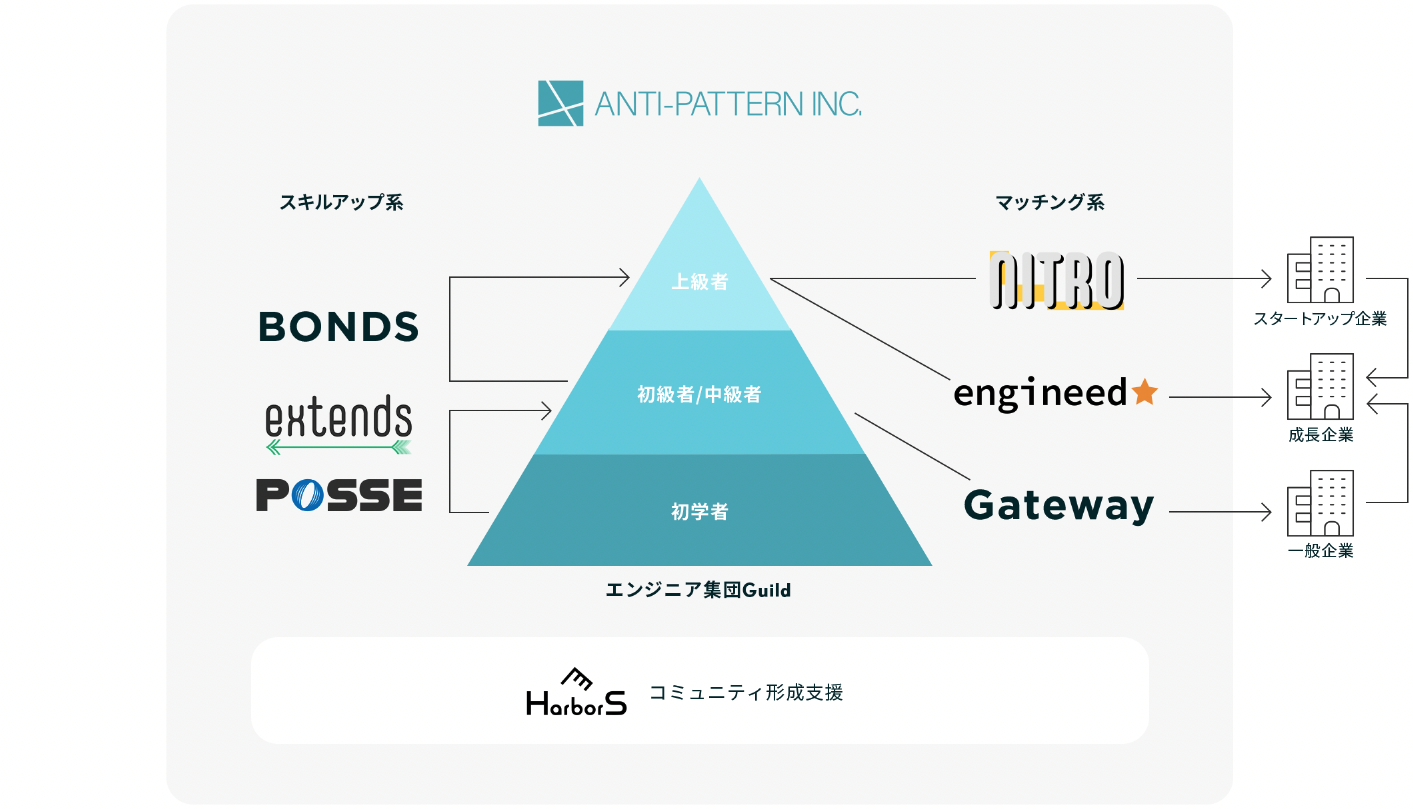 ANTI-PATTERN INC.
スキルアップ系
マッチング系
上級者
NITRO
スタートアップ企業
BONDS
初級者/中級者
engineed
extends
成長企業
POSSE
初学者
Gateway
一般企業
エンジニア集団Guild
HarborS
コミュニティ形成支援